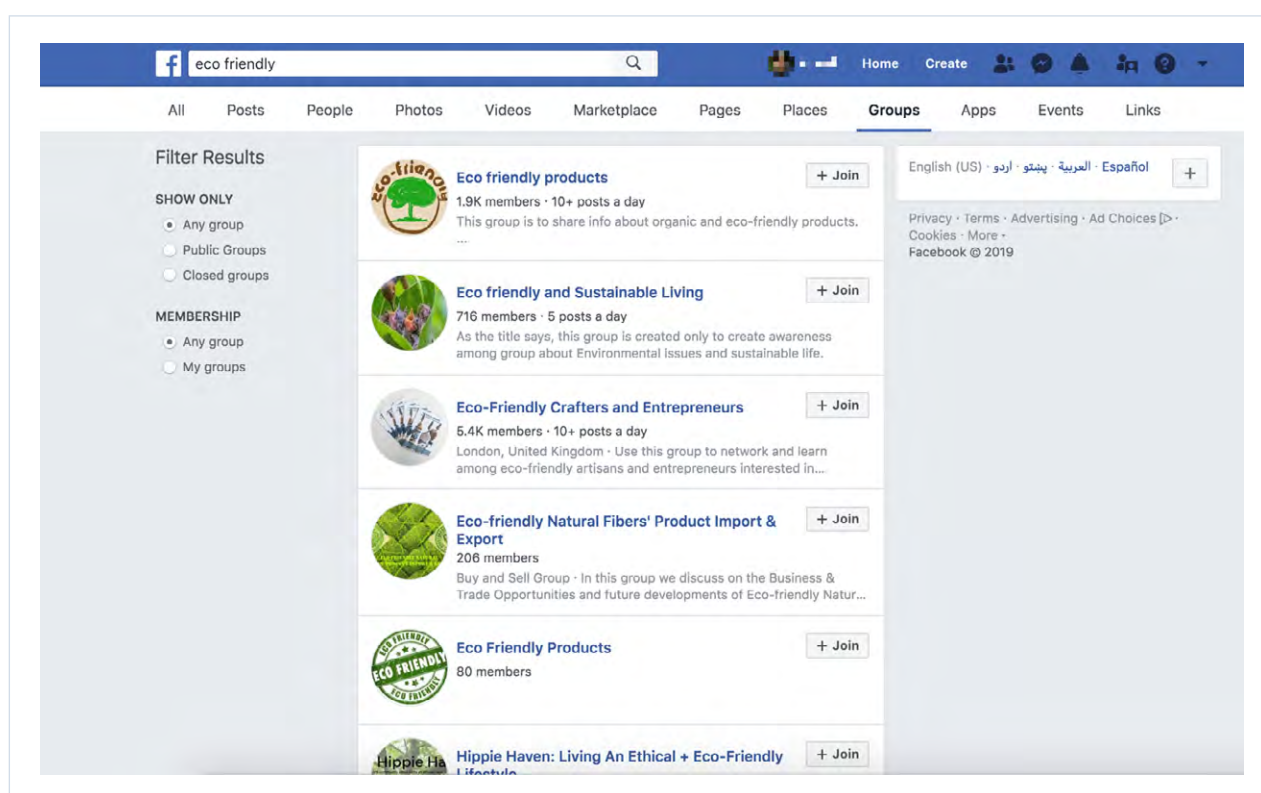 eco friendly
Home Create
All Posts People Photos Videos Marketplace Pages Places Groups Apps Events Links
Filter Results
SHOW ONLY
Any group
Public Groups
Closed groups
MEMBERSHIP
Any group
My groups
eco-friendly
Eco friendly products
+ Join
1.9K members · 10+ posts a day
This group is to share info about organic and eco-friendly products.
...
Eco friendly and Sustainable Living
+ Join
716 members · 5 posts a day
As the title says, this group is created only to create awareness
among group about Environmental issues and sustainable life.
Eco-Friendly Crafters and Entrepreneurs
+ Join
5.4K members · 10+ posts a day
London, United Kingdom · Use this group to network and learn
among eco-friendly artisans and entrepreneurs interested in...
Eco-friendly Natural Fibers' Product Import &
Export
+ Join
206 members
Buy and Sell Group · In this group we discuss on the Business &
Trade Opportunities and future developments of Eco-friendly Natur...
ECO FRIENDLY
ECO FRIENDLY
ECO FRIENDLY
Eco Friendly Products
+ Join
80 members
Hippie Ha
Hippie Haven: Living An Ethical + Eco-Friendly
Lifestyle
+ Join
English (US) · اردو · پښتو · العربية · Español
+
Privacy · Terms · Advertising · Ad Choices ·
Cookies · More ·
Facebook © 2019